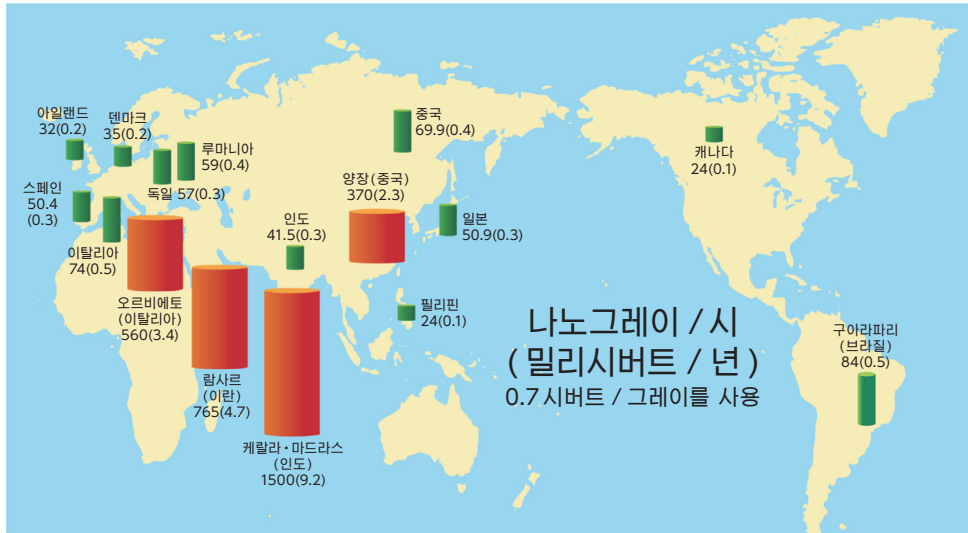 아일랜드
32(0.2)
덴마크
35(0.2)
루마니아
59(0.4)
독일 57(0.3)
스페인
50.4
(0.3)
이탈리아
74(0.5)
오르비에토
(이탈리아)
560(3.4)
람사르
(이란)
765(4.7)
인도
41.5(0.3)
케랄라・마드라스
(인도)
1500(9.2)
중국
69.9(0.4)
양장(중국)
370(2.3)
일본
50.9(0.3)
필리핀
24(0.1)
캐나다
24(0.1)
구아라파리
(브라질)
84(0.5)
나노그레이 / 시
( 밀리시버트 / 년 )
0.7 시버트 / 그레이를 사용